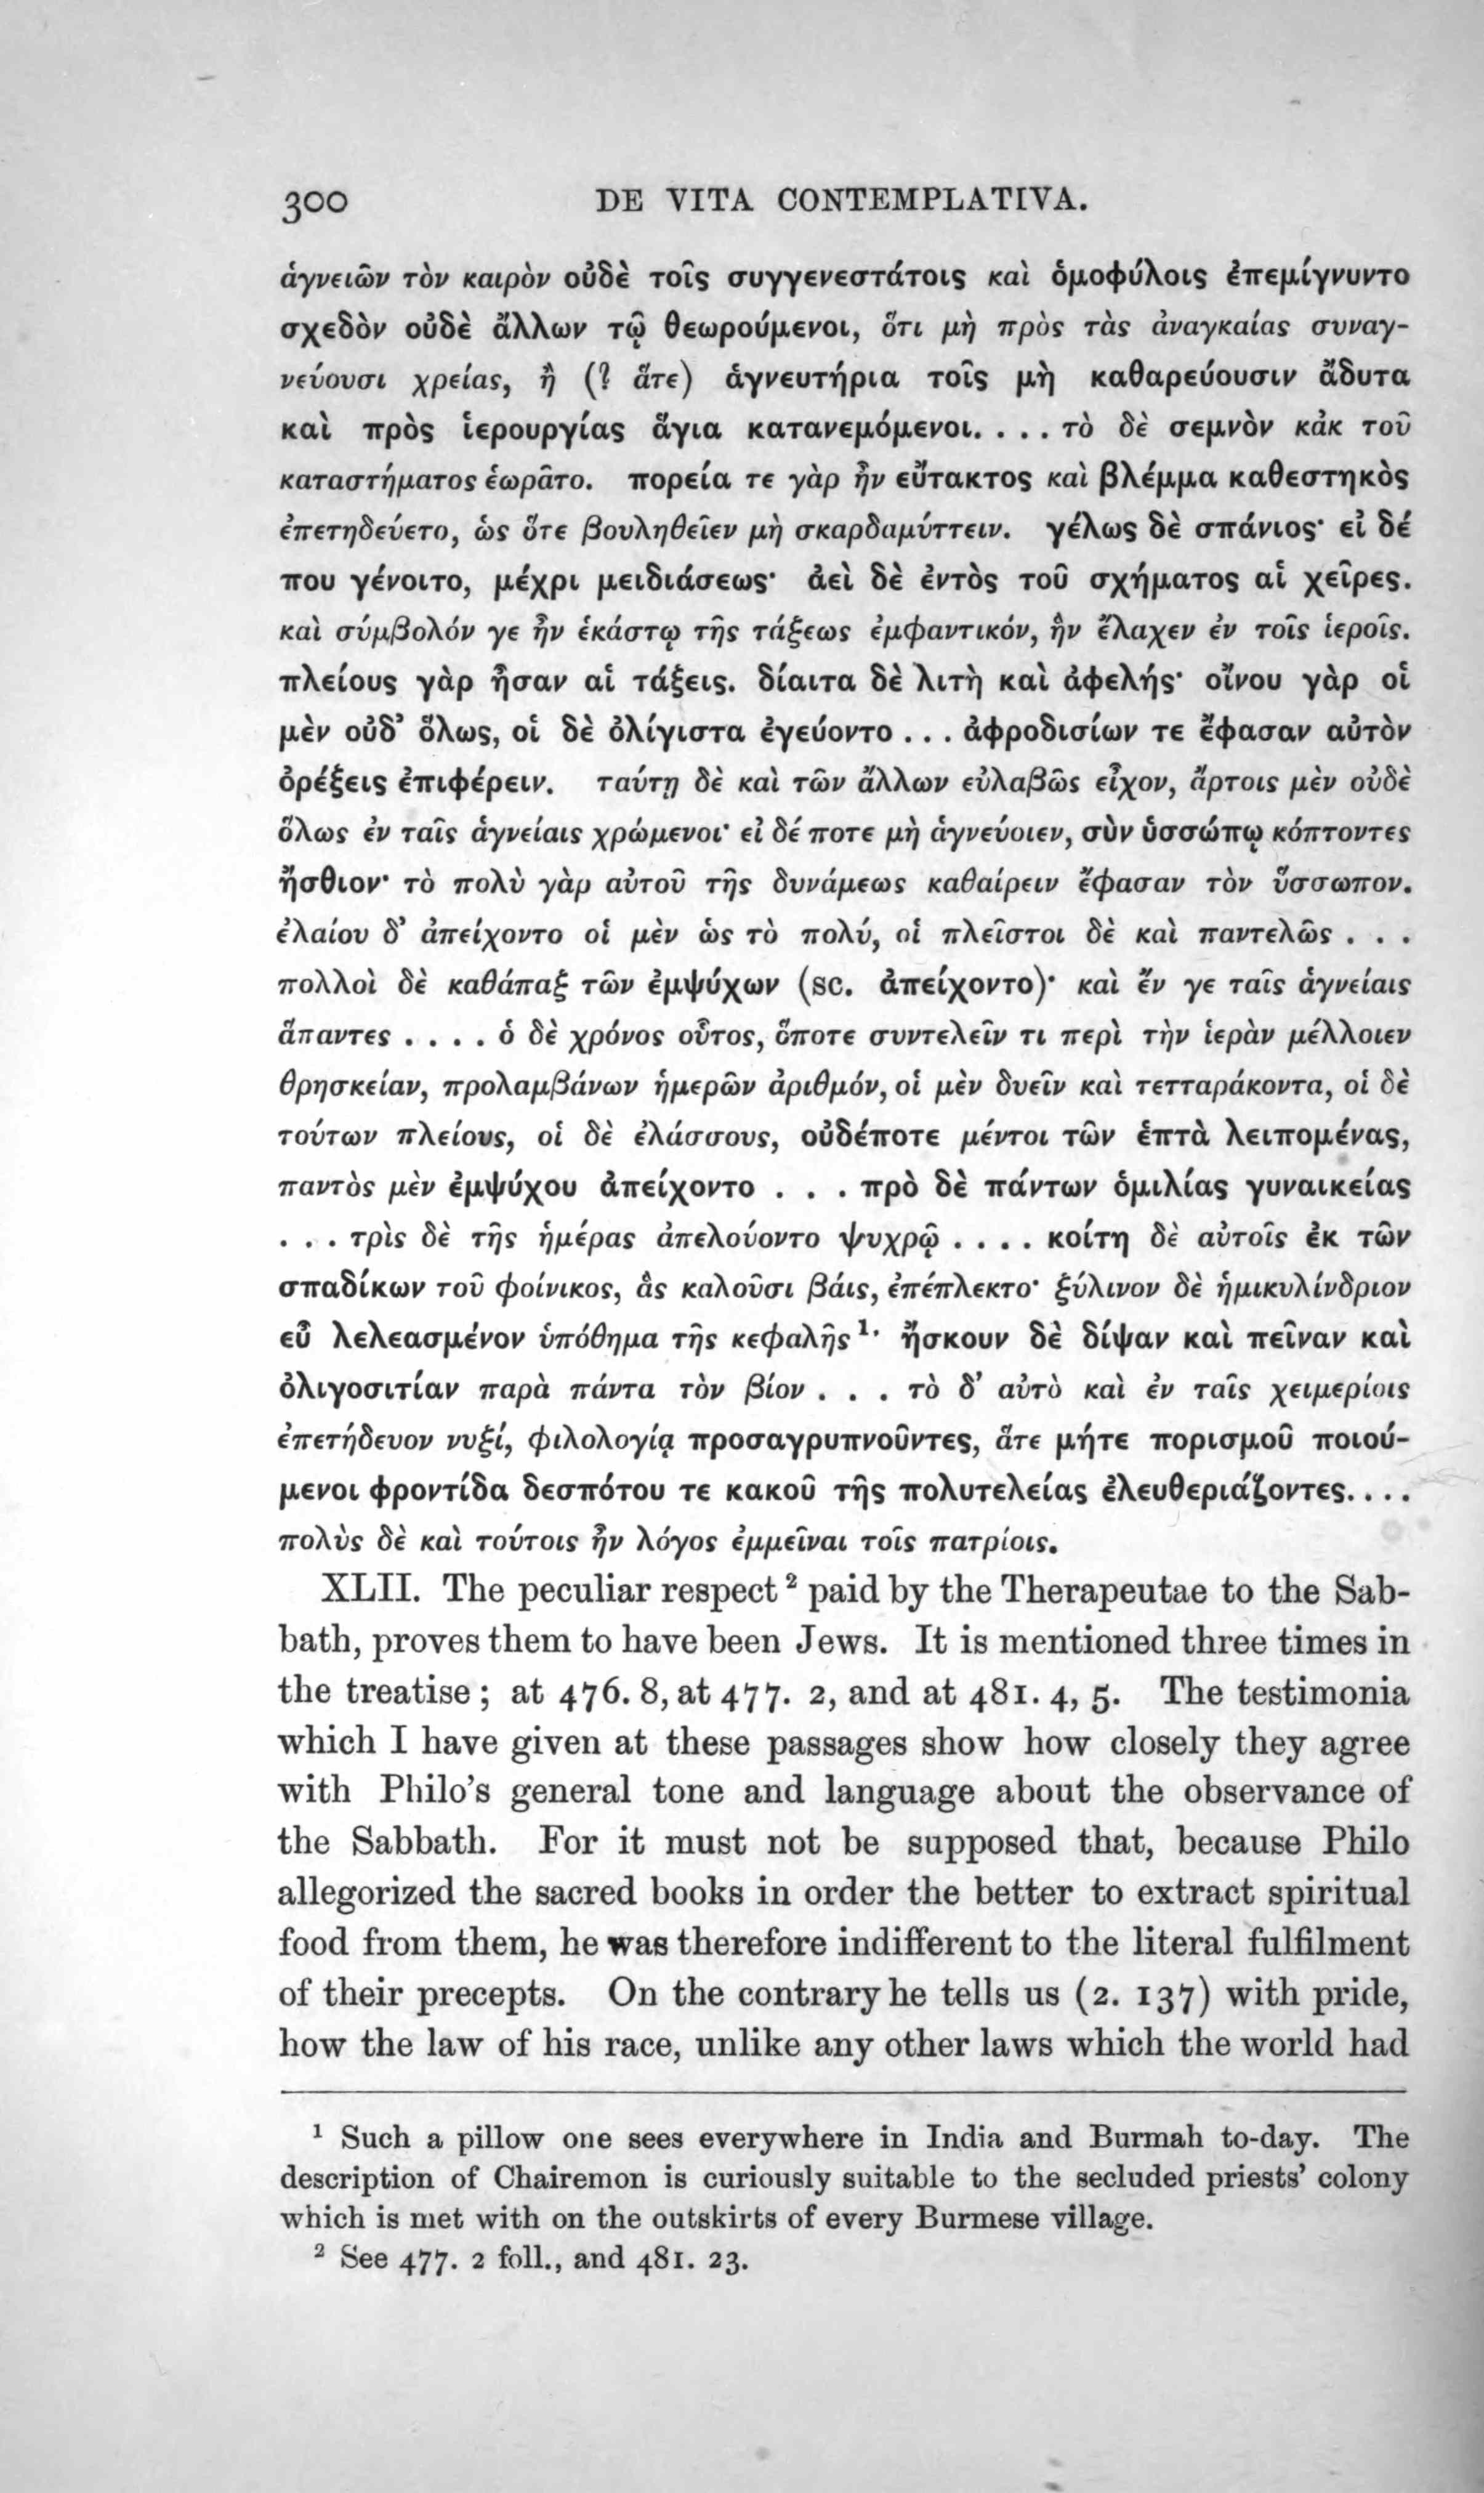 300 DE VITA CONTEMPLATIVA.
ἁγνειῶν τὸν καιρὸν οὐδὲ τοῖς συγγενεστάτοις καὶ ὁμοφύλοις ἐπεμίγνυντο
σχεδὸν οὐδὲ ἄλλων τῷ θεωρούμενοι, ὅτι μὴ πρὸς τὰς ἀναγκαίας συναγ-
νεύουσι χρείας, ἢ (? ἅτε) ἁγνευτήρια τοῖς μὴ καθαρεύουσιν ἄδυτα
καὶ πρὸς ἱερουργίας ἅγια κατανεμόμενοι. . . . τὸ δὲ σεμνὸν κἀκ τοῦ
καταστήματος ἑωρᾶτο. πορεία τε γὰρ ἦν εὔτακτος καὶ βλέμμα καθεστηκὸς
ἐπετηδεύετο, ὡς ὅτε βουληθεῖεν μὴ σκαρδαμύττειν. γέλως δὲ σπάνιος· εἰ δέ
που γένοιτο, μέχρι μειδιάσεως· ἀεὶ δὲ ἐντὸς τοῦ σχήματος αἱ χεῖρες.
καὶ σύμβολόν γε ἦν ἑκάστῳ τῆς τάξεως ἐμφαντικόν, ἣν ἔλαχεν ἐν τοῖς ἱεροῖς.
πλείους γὰρ ἦσαν αἱ τάξεις. δίαιτα δὲ λιτὴ καὶ ἀφελής· οἴνου γὰρ οἱ
μὲν οὐδ’ ὅλως, οἱ δὲ ὀλίγιστα ἐγεύοντο . . . ἀφροδισίων τε ἔφασαν αὐτὸν
ὀρέξεις ἐπιφέρειν. ταύτῃ δὲ καὶ τῶν ἄλλων εὐλαβῶς εἶχον, ἄρτοις μὲν οὐδὲ
ὅλως ἐν ταῖς ἁγνείαις χρώμενοι· εἰ δέ ποτε μὴ ἁγνεύοιεν, σὺν ὑσσώπῳ κόπτοντες
ἤσθιον· τὸ πολὺ γὰρ αὐτοῦ τῆς δυνάμεως καθαίρειν ἔφασαν τὸν ὕσσωπον.
ἐλαίου δ’ ἀπείχοντο οἱ μὲν ὡς τὸ πολύ, οἱ πλεῖστοι δὲ καὶ παντελῶς . . .
πολλοὶ δὲ καθάπαξ τῶν ἐμψύχων (sc. ἀπείχοντο)· καὶ ἔν γε ταῖς ἁγνείαις
ἅπαντες . . . . ὁ δὲ χρόνος οὗτος, ὅποτε συντελεῖν τι περὶ τὴν ἱερὰν μέλλοιεν
θρησκείαν, προλαμβάνων ἡμερῶν ἀριθμόν, οἱ μὲν δυεῖν καὶ τετταράκοντα, οἱ δὲ
τούτων πλείους, οἱ δὲ ἐλάσσους, οὐδέποτε μέντοι τῶν ἑπτὰ λειπομένας,
παντὸς μὲν ἐμψύχου ἀπείχοντο . . . πρὸ δὲ πάντων ὁμιλίας γυναικείας
. . . τρὶς δὲ τῆς ἡμέρας ἀπελούοντο ψυχρῷ . . . . κοίτη δὲ αὐτοῖς ἐκ τῶν
σπαδίκων τοῦ φοίνικος, ἃς καλοῦσι βάις, ἐπέπλεκτο· ξύλινον δὲ ἡμικυλίνδριον
εὖ λελεασμένον ὑπόθημα τῆς κεφαλῆς¹· ἤσκουν δὲ δίψαν καὶ πεῖναν καὶ
ὀλιγοσιτίαν παρὰ πάντα τὸν βίον . . . τὸ δ’ αὐτὸ καὶ ἐν ταῖς χειμερίοις
ἐπετήδευον νυξί, φιλολογίᾳ προσαγρυπνοῦντες, ἅτε μήτε πορισμοῦ ποιού-
μενοι φροντίδα δεσπότου τε κακοῦ τῆς πολυτελείας ἐλευθεριάζοντες. . . .
πολὺς δὲ καὶ τούτοις ἦν λόγος ἐμμεῖναι τοῖς πατρίοις.
XLII. The peculiar respect² paid by the Therapeutae to the Sab-
bath, proves them to have been Jews. It is mentioned three times in
the treatise; at 476. 8, at 477. 2, and at 481. 4, 5. The testimonia
which I have given at these passages show how closely they agree
with Philo’s general tone and language about the observance of
the Sabbath. For it must not be supposed that, because Philo
allegorized the sacred books in order the better to extract spiritual
food from them, he was therefore indifferent to the literal fulfilment
of their precepts. On the contrary he tells us (2. 137) with pride,
how the law of his race, unlike any other laws which the world had
¹ Such a pillow one sees everywhere in India and Burmah to-day. The
description of Chairemon is curiously suitable to the secluded priests’ colony
which is met with on the outskirts of every Burmese village.
² See 477. 2 foll., and 481. 23.